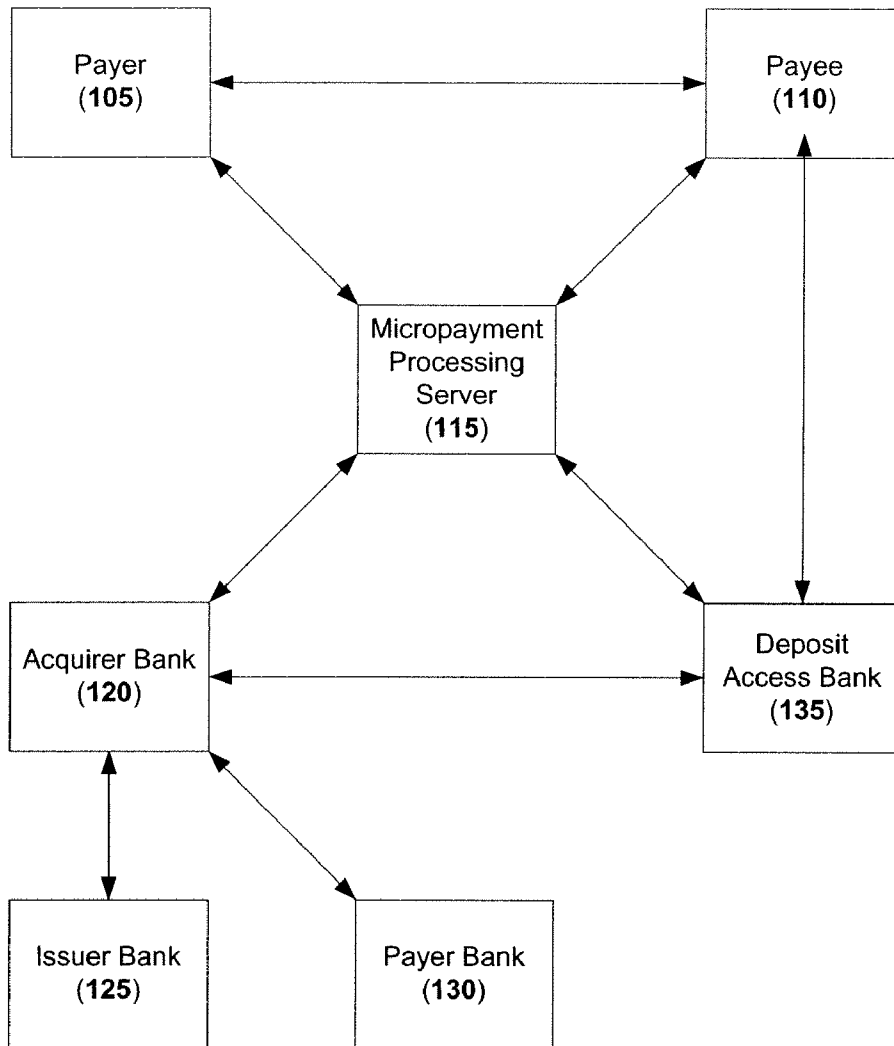 Payer
(105)
Payee
(110)
Micropayment
Processing
Server
(115)
Acquirer Bank
(120)
Deposit
Access Bank
(135)
Issuer Bank
(125)
Payer Bank
(130)